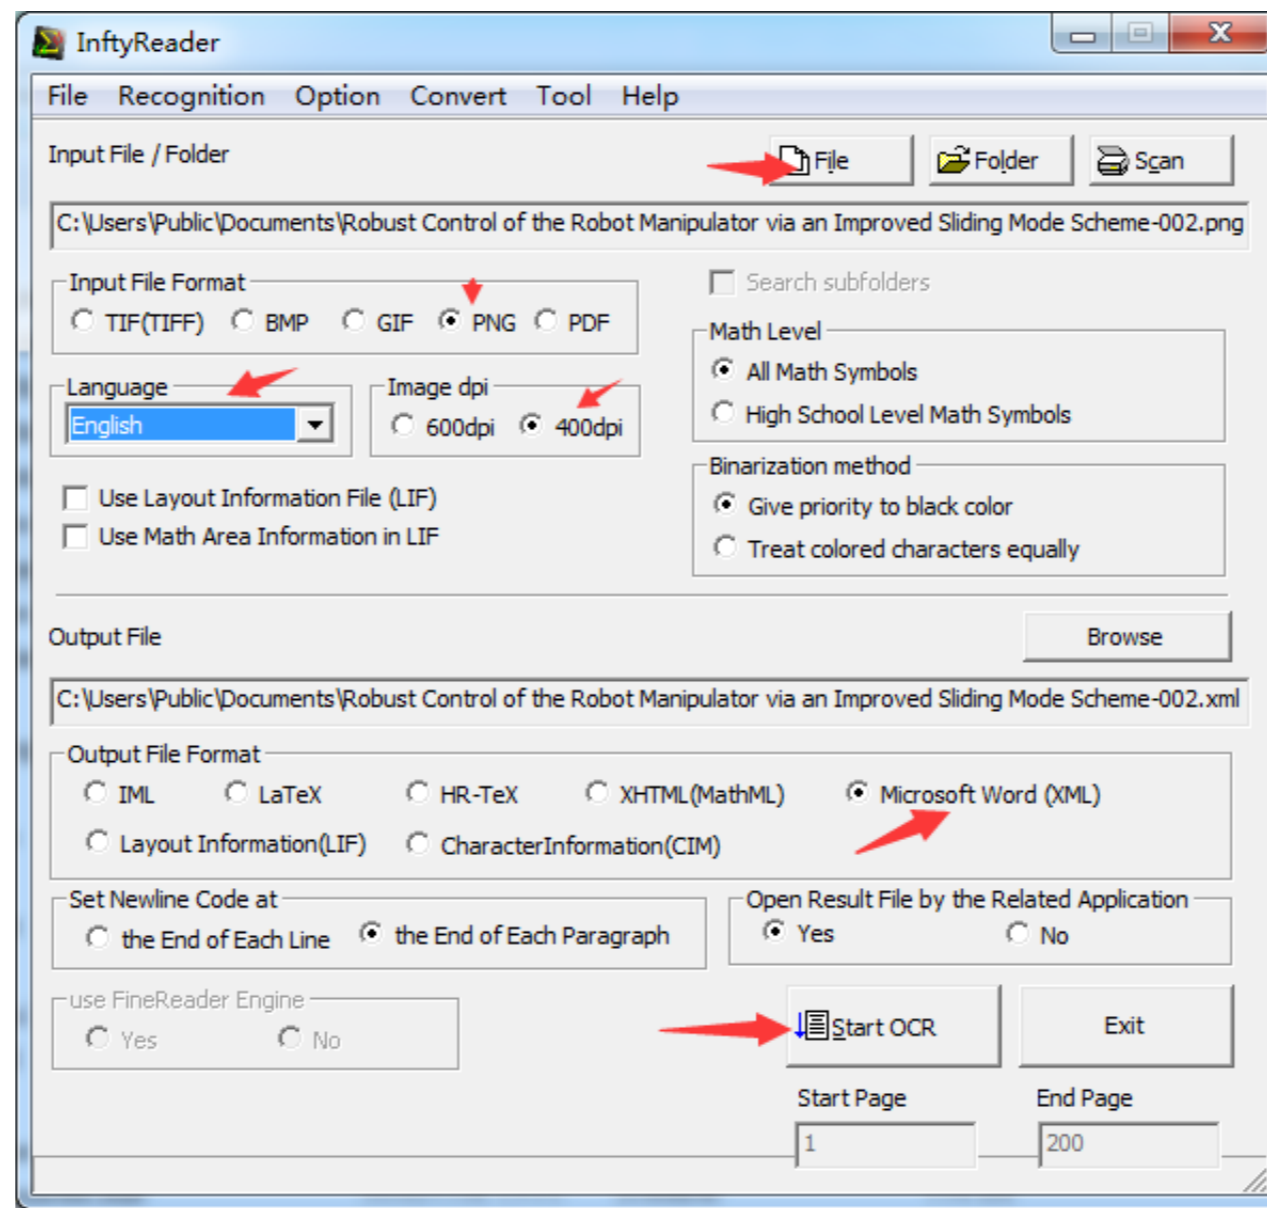 InftyReader
File Recognition Option Convert Tool Help
Input File / Folder
File Folder Scan
C:\Users\Public\Documents\Robust Control of the Robot Manipulator via an Improved Sliding Mode Scheme-002.png
Input File Format
TIF(TIFF) BMP GIF PNG PDF
Search subfolders
Math Level
All Math Symbols
High School Level Math Symbols
Language
English
Image dpi
600dpi 400dpi
Binarization method
Give priority to black color
Treat colored characters equally
Use Layout Information File (LIF)
Use Math Area Information in LIF
Output File
Browse
C:\Users\Public\Documents\Robust Control of the Robot Manipulator via an Improved Sliding Mode Scheme-002.xml
Output File Format
IML LaTeX HR-TeX XHTML(MathML) Microsoft Word (XML)
Layout Information(LIF) CharacterInformation(CIM)
Set Newline Code at
the End of Each Line the End of Each Paragraph
Open Result File by the Related Application
Yes No
use FineReader Engine
Yes No
Start OCR
Exit
Start Page End Page
1 200